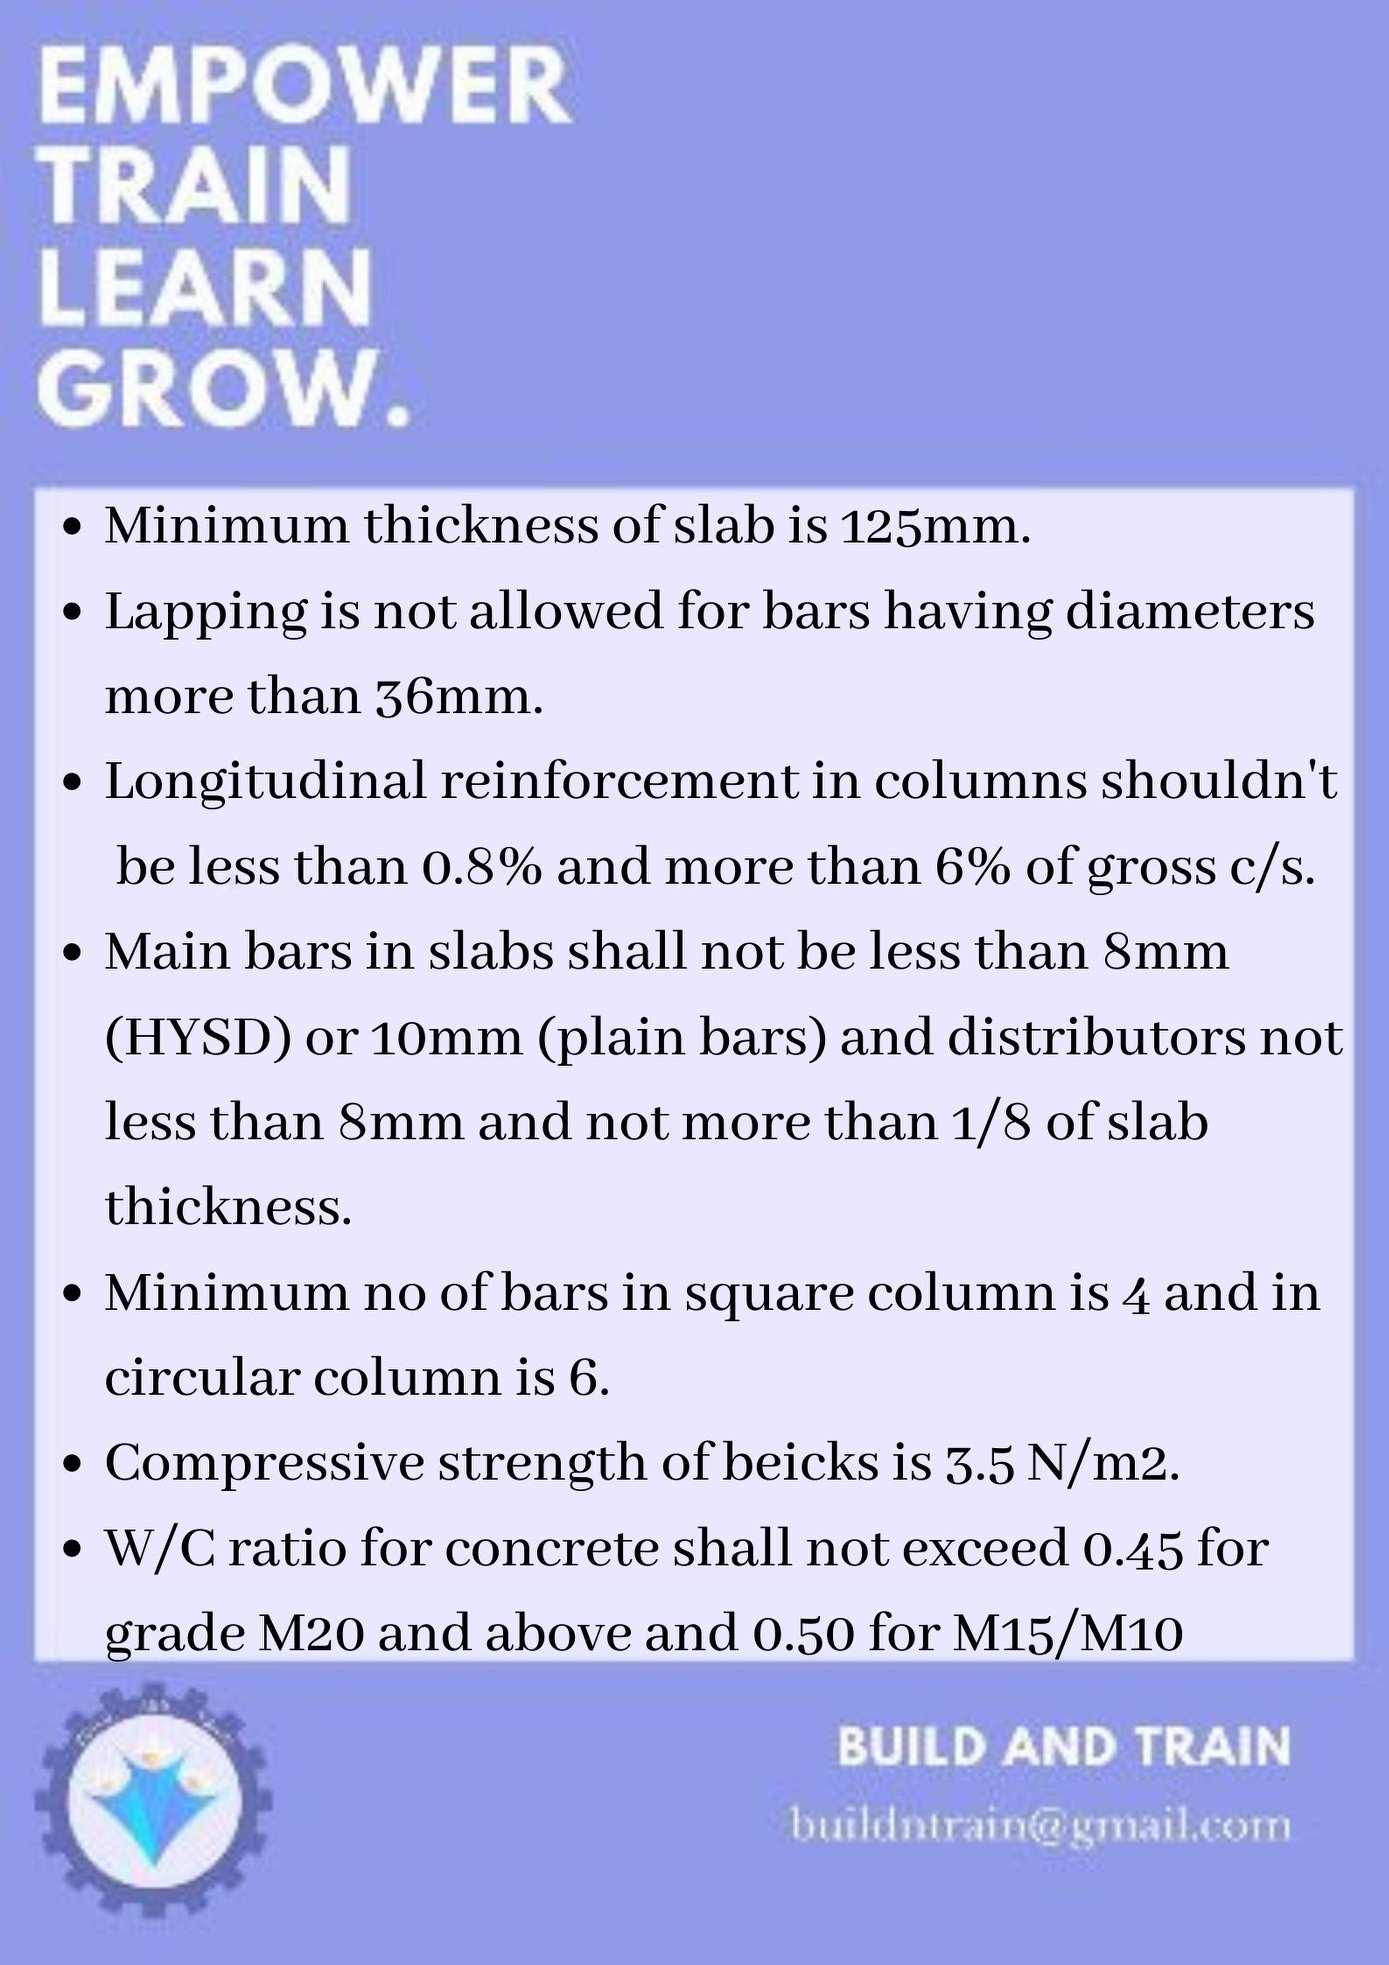 EMPOWER
TRAIN
LEARN
GROW.
• Minimum thickness of slab is 125mm.
• Lapping is not allowed for bars having diameters
more than 36mm.
• Longitudinal reinforcement in columns shouldn't
be less than 0.8% and more than 6% of gross c/s.
• Main bars in slabs shall not be less than 8mm
(HYSD) or 10mm (plain bars) and distributors not
less than 8mm and not more than 1/8 of slab
thickness.
• Minimum no of bars in square column is 4 and in
circular column is 6.
• Compressive strength of beicks is 3.5 N/m2.
• W/C ratio for concrete shall not exceed 0.45 for
grade M20 and above and 0.50 for M15/M10
BUILD AND TRAIN
buildntrain@gmail.com